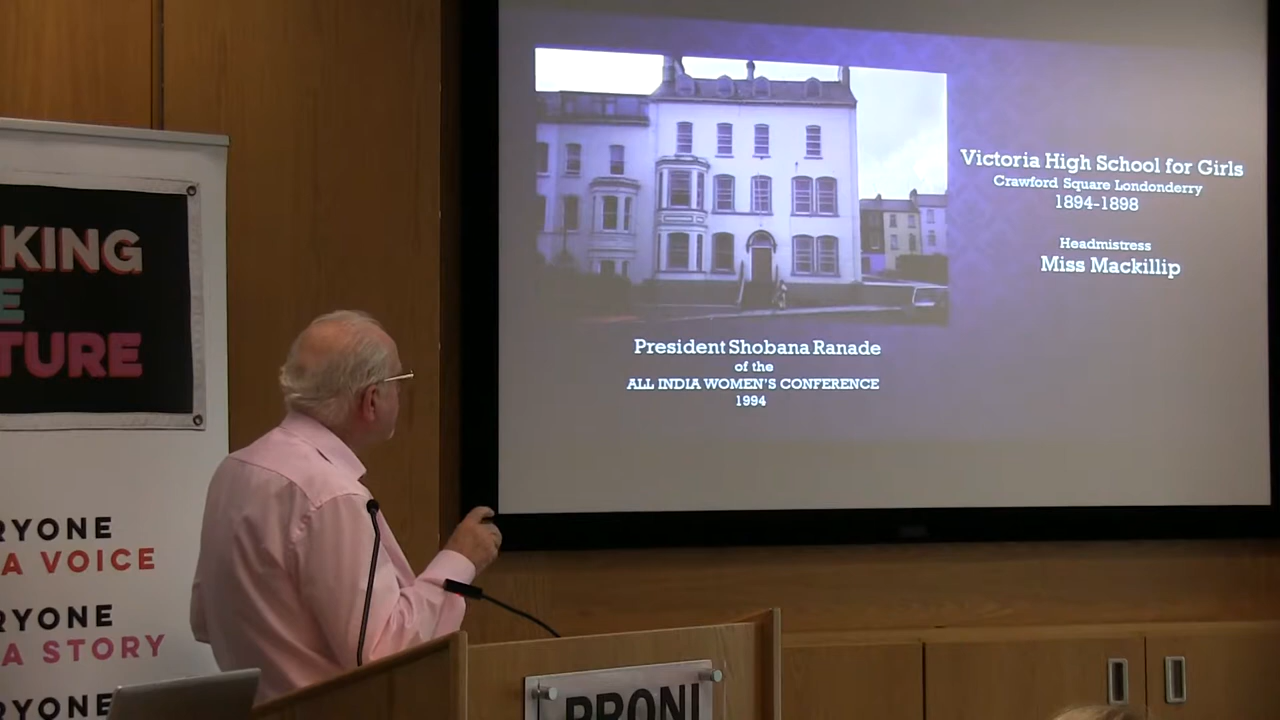 KING
E
TURE
RYONE
A VOICE
RYONE
A STORY
RYONE
Victoria High School for Girls
Crawford Square Londonderry
1894-1898
Headmistress
Miss Mackillip
President Shobana Ranade
of the
ALL INDIA WOMEN'S CONFERENCE
1994
PRONI